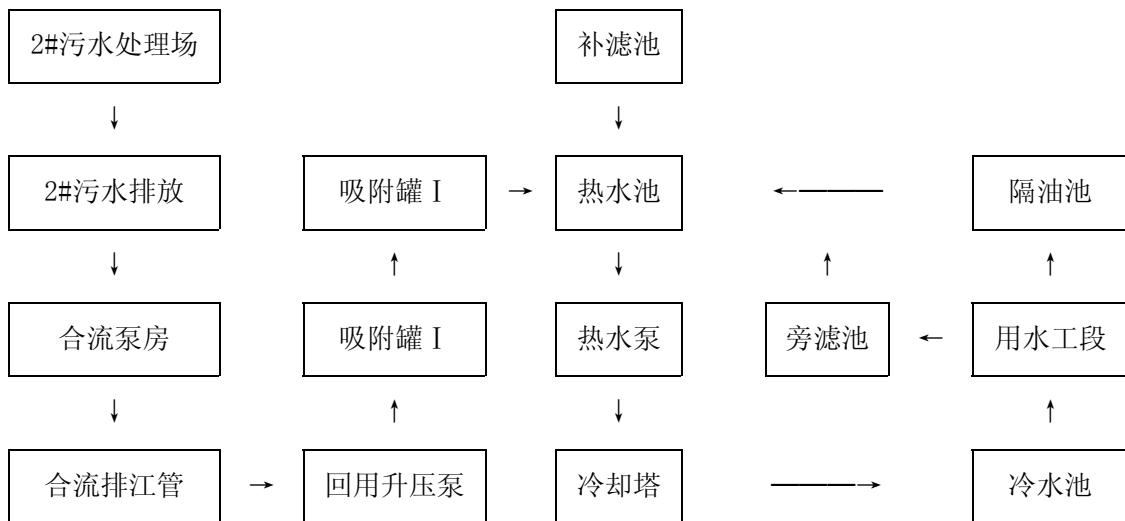 2#污水处理场
补滤池
2#污水排放
吸附罐Ⅰ
热水池
隔油池
合流泵房
吸附罐Ⅰ
热水泵
旁滤池
用水工段
合流排江管
回用升压泵
冷却塔
冷水池